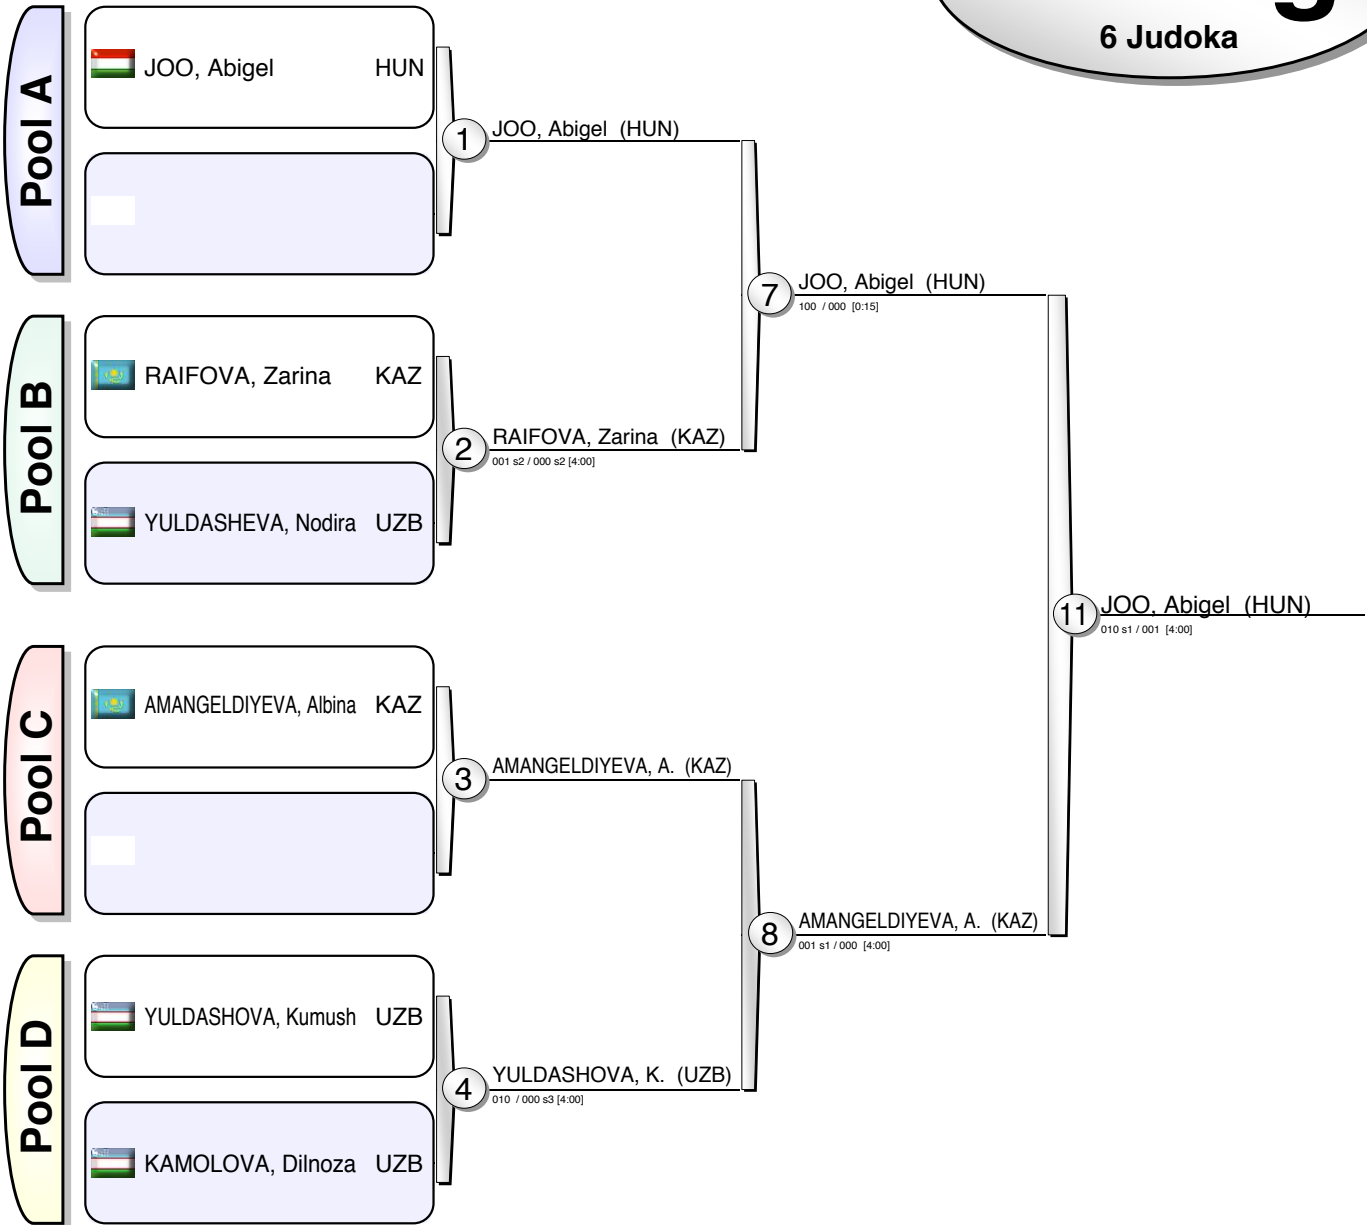 6 Judoka
Pool A
JOO, Abigel HUN
1
JOO, Abigel (HUN)
7
JOO, Abigel (HUN)
100 / 000 [0:15]
Pool B
RAIFOVA, Zarina KAZ
2
RAIFOVA, Zarina (KAZ)
001 s2 / 000 s2 [4:00]
YULDASHEVA, Nodira UZB
11
JOO, Abigel (HUN)
010 s1 / 001 [4:00]
Pool C
AMANGELDIYEVA, Albina KAZ
3
AMANGELDIYEVA, A. (KAZ)
8
AMANGELDIYEVA, A. (KAZ)
001 s1 / 000 [4:00]
Pool D
YULDASHOVA, Kumush UZB
4
YULDASHOVA, K. (UZB)
010 / 000 s3 [4:00]
KAMOLOVA, Dilnoza UZB